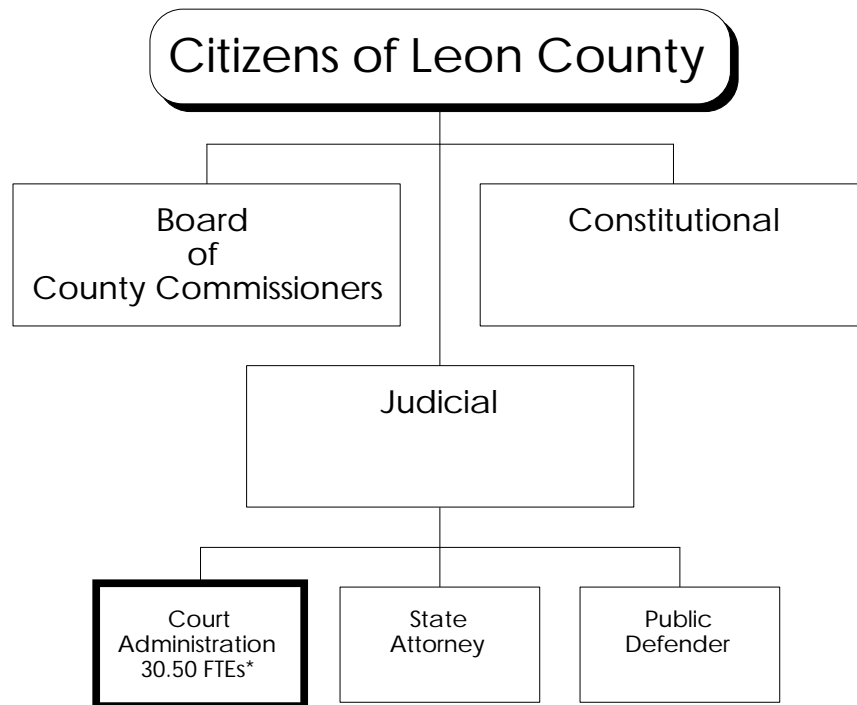 Citizens of Leon County
Board
of
County Commissioners
Constitutional
Judicial
Court
Administration
30.50 FTEs*
State
Attorney
Public
Defender